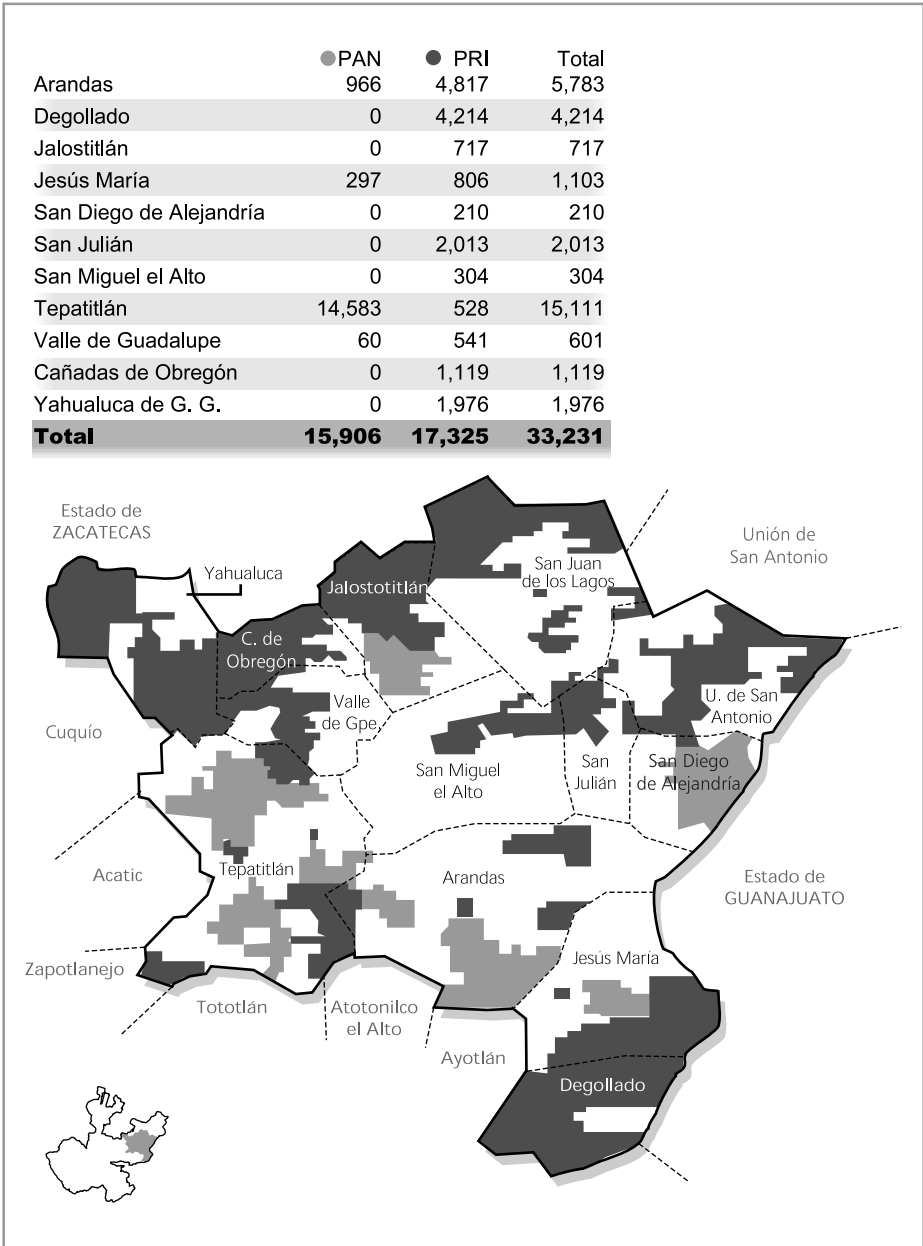 PAN PRI Total
Arandas 966 4,817 5,783
Degollado 0 4,214 4,214
Jalostitlán 0 717 717
Jesús María 297 806 1,103
San Diego de Alejandría 0 210 210
San Julián 0 2,013 2,013
San Miguel el Alto 0 304 304
Tepatitlán 14,583 528 15,111
Valle de Guadalupe 60 541 601
Cañadas de Obregón 0 1,119 1,119
Yahualuca de G. G. 0 1,976 1,976
Total 15,906 17,325 33,231
Estado de
ZACATECAS
Unión de
San Antonio
Yahualuca
Jalostotitlán
San Juan
de los Lagos
C. de
Obregón
Valle
de Gpe.
U. de San
Antonio
Cuquío
San Miguel
el Alto
San
Julián
San Diego
de Alejandría
Acatic
Tepatitlán
Arandas
Estado de
GUANAJUATO
Zapotlanejo
Jesús María
Tototlán
Atotonilco
el Alto
Ayotlán
Degollado